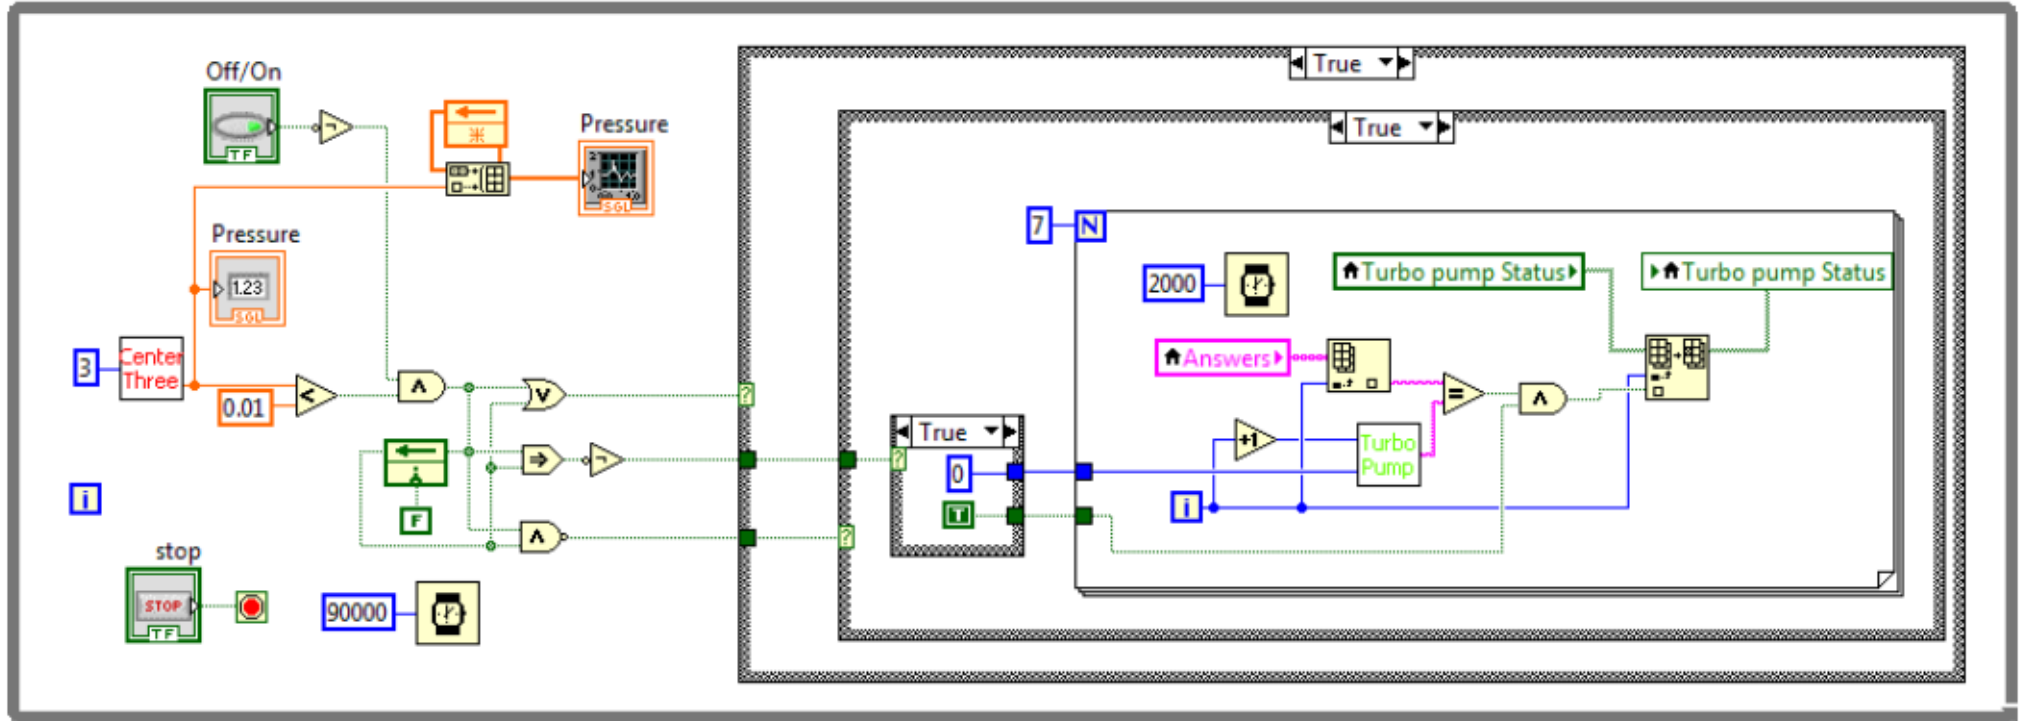 Off/On
TF
Pressure
SGL
Pressure
1.23
SGL
3
Center
Three
0.01
F
i
stop
STOP
TF
90000
True
True
7
N
2000
Turbo pump Status
Turbo pump Status
Answers
True
0
T
+1
Turbo
Pump
i